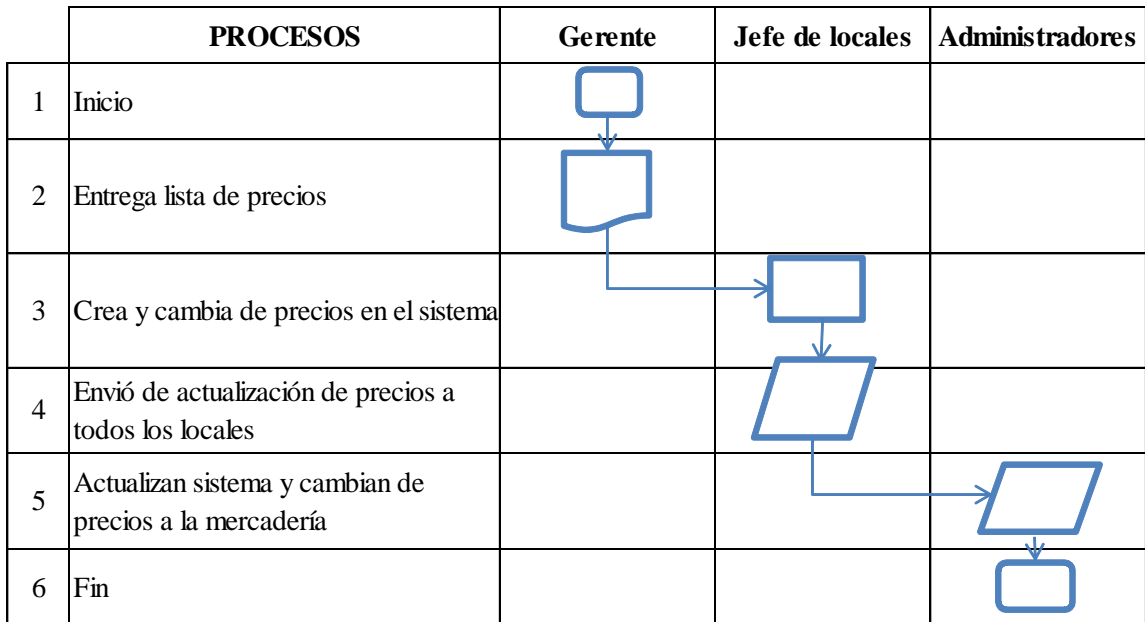 PROCESOS Gerente Jefe de locales Administradores
1 Inicio
2 Entrega lista de precios
3 Crea y cambia de precios en el sistema
4 Envió de actualización de precios a
todos los locales
5 Actualizan sistema y cambian de
precios a la mercadería
6 Fin